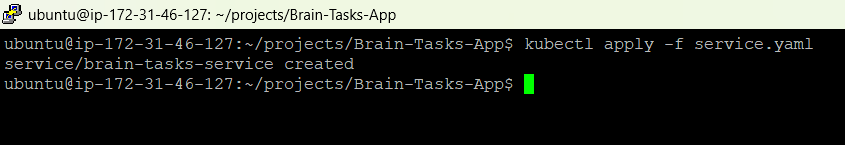 ubuntu@ip-172-31-46-127: ~/projects/Brain-Tasks-App
ubuntu@ip-172-31-46-127:~/projects/Brain-Tasks-App$ kubectl apply -f service.yaml
service/brain-tasks-service created
ubuntu@ip-172-31-46-127:~/projects/Brain-Tasks-App$